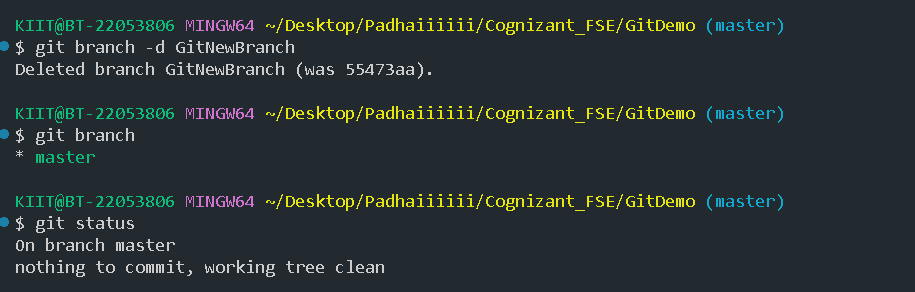 KIIT@BT-22053806 MINGW64 ~/Desktop/Padhaiiiiii/Cognizant_FSE/GitDemo (master)
$ git branch -d GitNewBranch
Deleted branch GitNewBranch (was 55473aa).
KIIT@BT-22053806 MINGW64 ~/Desktop/Padhaiiiiii/Cognizant_FSE/GitDemo (master)
$ git branch
* master
KIIT@BT-22053806 MINGW64 ~/Desktop/Padhaiiiiii/Cognizant_FSE/GitDemo (master)
$ git status
On branch master
nothing to commit, working tree clean